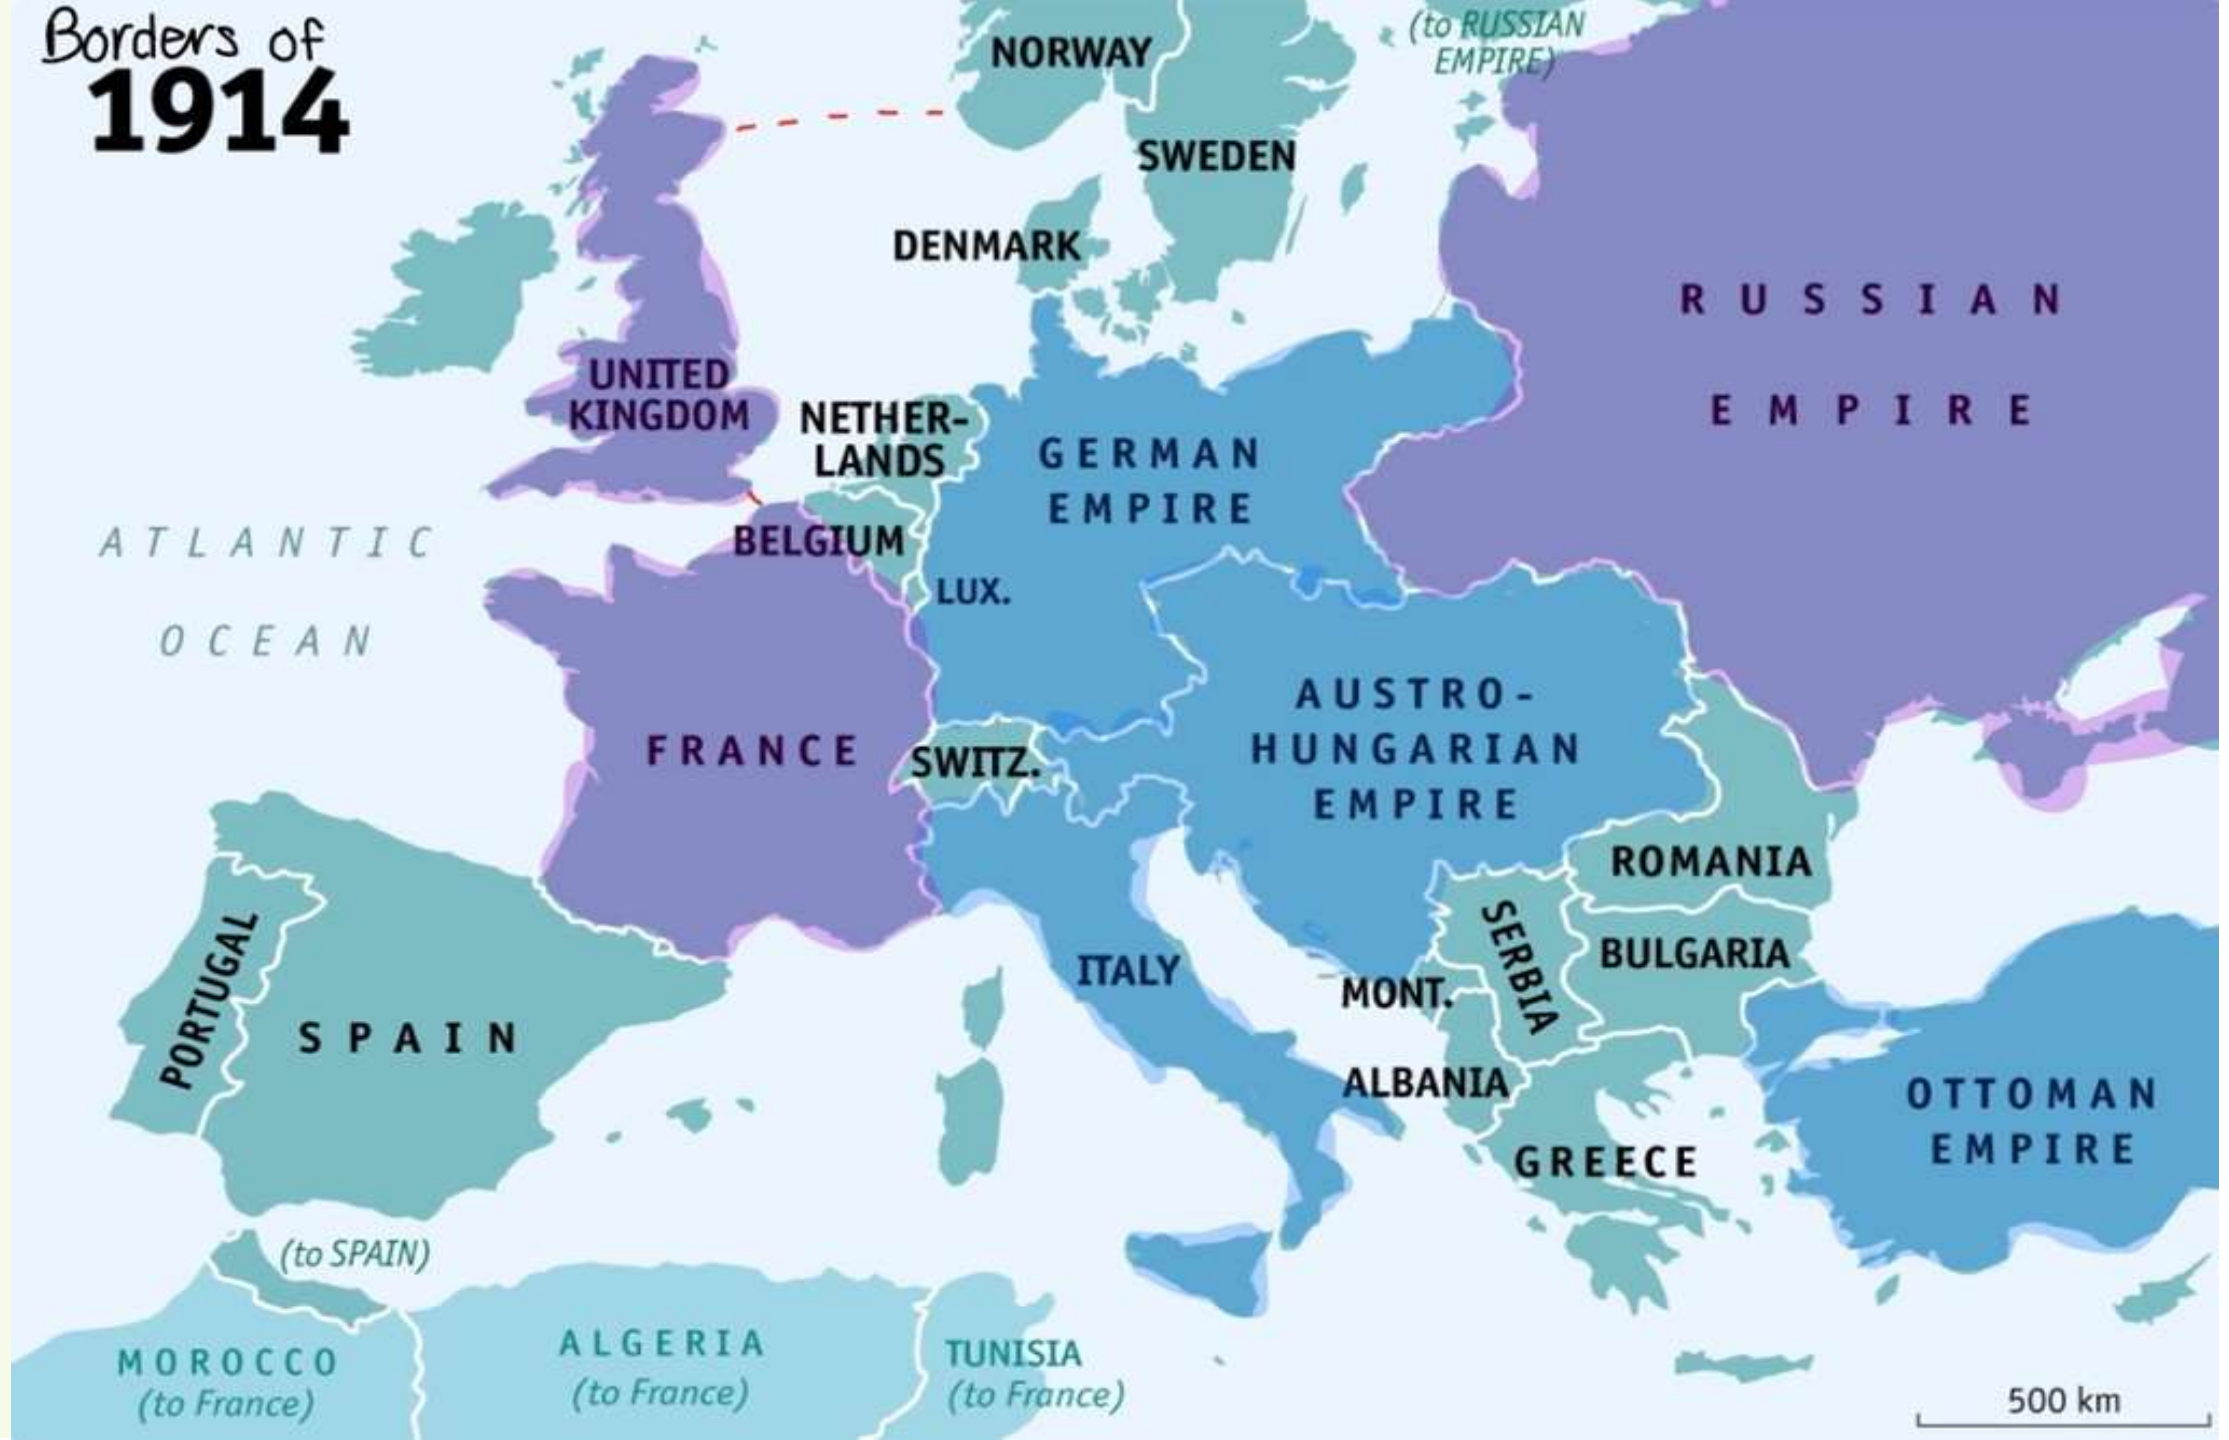 Borders of
1914
NORWAY
(to RUSSIAN
EMPIRE)
SWEDEN
DENMARK
RUSSIAN
EMPIRE
UNITED
KINGDOM
NETHER-
LANDS
GERMAN
EMPIRE
BELGIUM
LUX.
ATLANTIC
OCEAN
AUSTRO-
HUNGARIAN
EMPIRE
FRANCE
SWITZ.
ROMANIA
SERBIA
BULGARIA
ITALY
MONT.
PORTUGAL
SPAIN
ALBANIA
OTTOMAN
EMPIRE
GREECE
(to SPAIN)
MOROCCO
(to France)
ALGERIA
(to France)
TUNISIA
(to France)
500 km